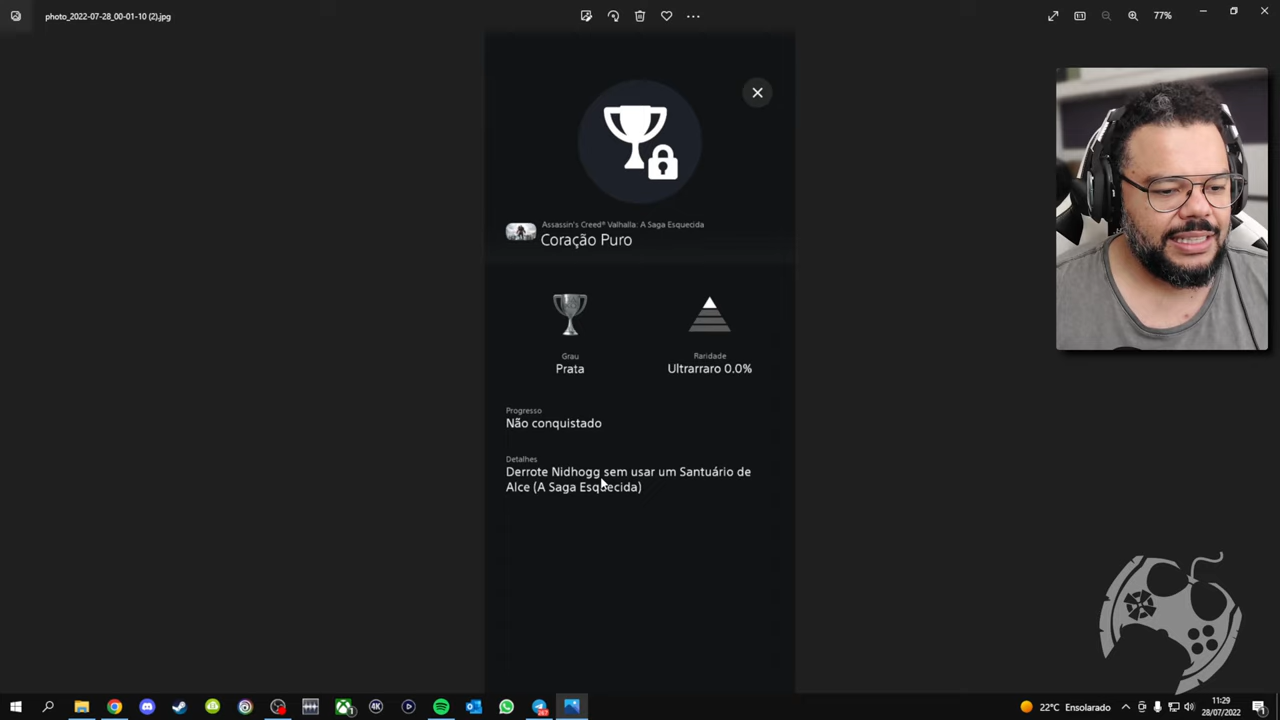 photo_2022-07-28_00-01-10 (2).jpg
77%
Assassin's Creed® Valhalla: A Saga Esquecida
Coração Puro
Grau
Prata
Raridade
Ultrarraro 0.0%
Progresso
Não conquistado
Detalhes
Derrote Nidhogg sem usar um Santuário de
Alce (A Saga Esquecida)
4K
22°C Ensolarado
11:29
28/07/2022